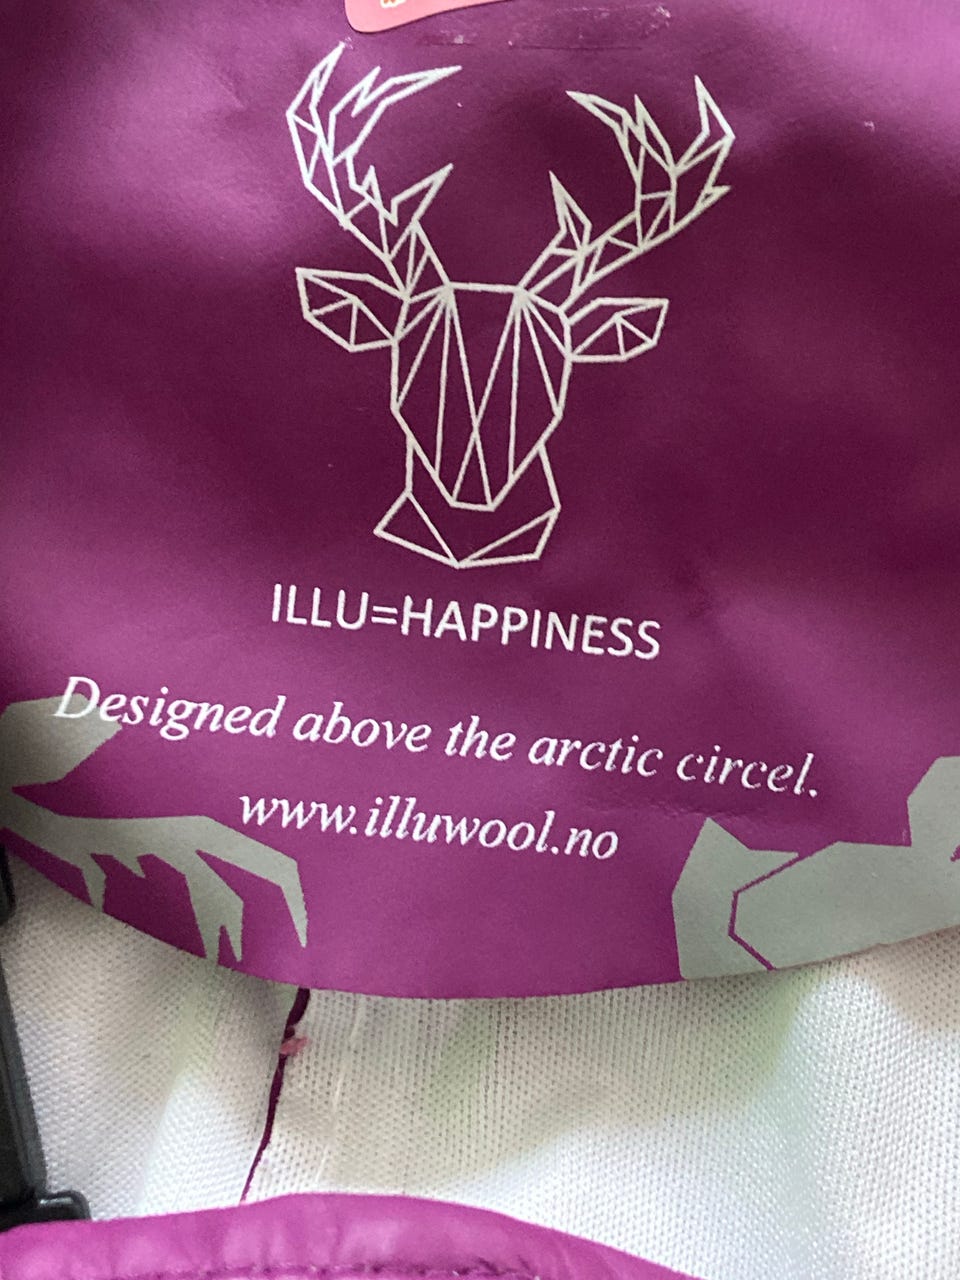 ILLU=HAPPINESS
Designed above the arctic circel.
www.illuwool.no